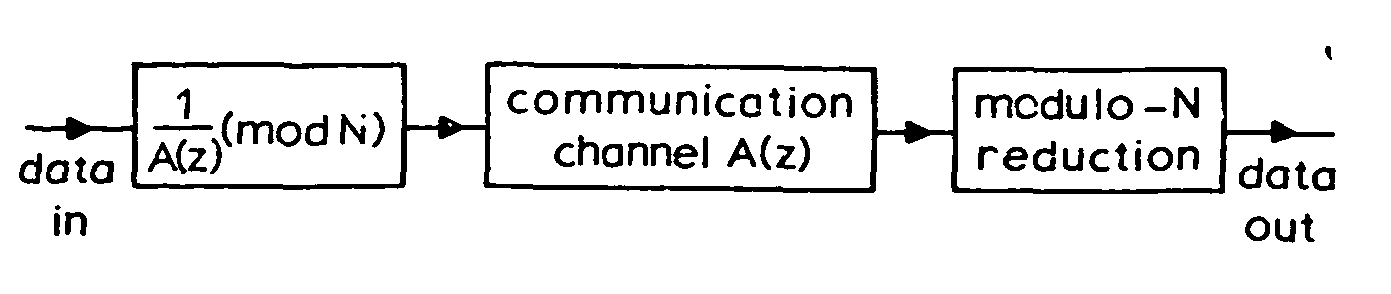 1
A(z)
(mod N)
communication
channel A(z)
modulo-N
reduction
data
in
data
out